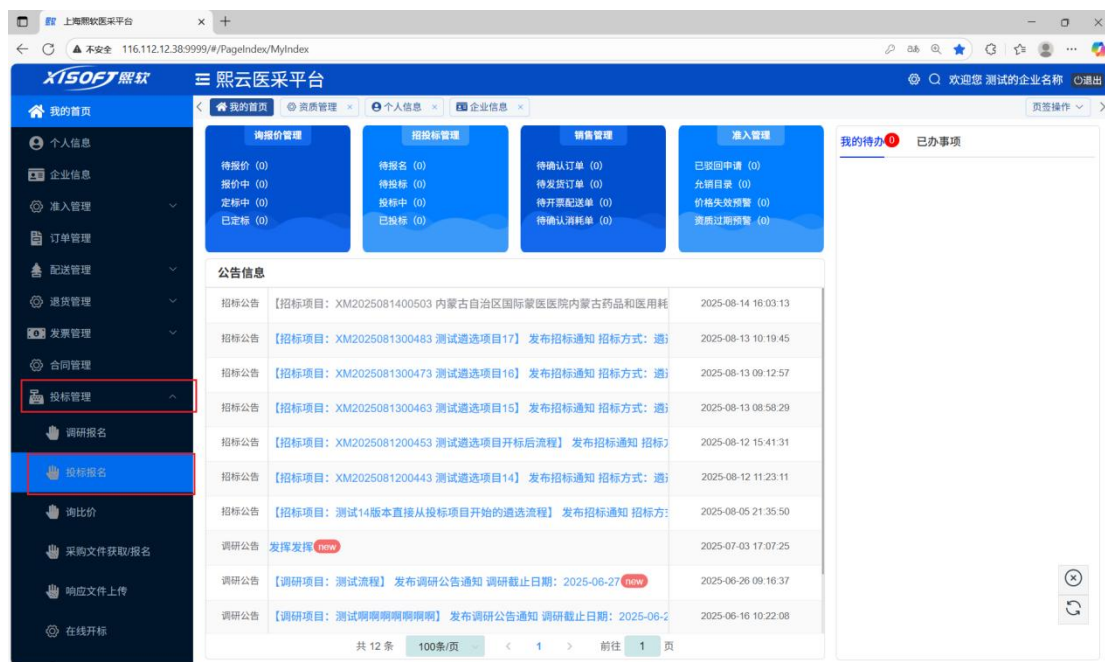 上海熙软医采平台
不安全 116.112.12.38:9999/#/PageIndex/MyIndex
XISOFT熙软
熙云医采平台
欢迎您 测试的企业名称 退出
我的首页
个人信息
企业信息
准入管理
订单管理
配送管理
退货管理
发票管理
合同管理
投标管理
调研报名
投标报名
询比价
采购文件获取/报名
响应文件上传
在线开标
我的首页 资质管理 × 个人信息 × 企业信息 × 页签操作
询报价管理
待报价 (0)
报价中 (0)
定标中 (0)
已定标 (0)
招投标管理
待报名 (0)
待投标 (0)
投标中 (0)
已投标 (0)
销售管理
待确认订单 (0)
待发货订单 (0)
待开票配送单 (0)
待确认消耗单 (0)
准入管理
已驳回申请 (0)
允销目录 (0)
价格失效预警 (0)
资质过期预警 (0)
我的待办 0 已办事项
公告信息
招标公告 【招标项目：XM2025081400503 内蒙古自治区国际蒙医医院内蒙古药品和医用耗 2025-08-14 16:03:13
招标公告 【招标项目：XM2025081300483 测试遴选项目17】 发布招标通知 招标方式：遴 2025-08-13 10:19:45
招标公告 【招标项目：XM2025081300473 测试遴选项目16】 发布招标通知 招标方式：遴 2025-08-13 09:12:57
招标公告 【招标项目：XM2025081300463 测试遴选项目15】 发布招标通知 招标方式：遴 2025-08-13 08:58:29
招标公告 【招标项目：XM2025081200453 测试遴选项目开标后流程】 发布招标通知 招标 2025-08-12 15:41:31
招标公告 【招标项目：XM2025081200443 测试遴选项目14】 发布招标通知 招标方式：遴 2025-08-12 11:23:11
招标公告 【招标项目：测试14版本直接从投标项目开始的遴选流程】 发布招标通知 招标方 2025-08-05 21:35:50
调研公告 发挥发挥 new 2025-07-03 17:07:25
调研公告 【调研项目：测试流程】 发布调研公告通知 调研截止日期：2025-06-27 new 2025-06-26 09:16:37
调研公告 【调研项目：测试啊啊啊啊啊啊啊】 发布调研公告通知 调研截止日期：2025-06-2 2025-06-16 10:22:08
共 12 条 100条/页 < 1 > 前往 1 页